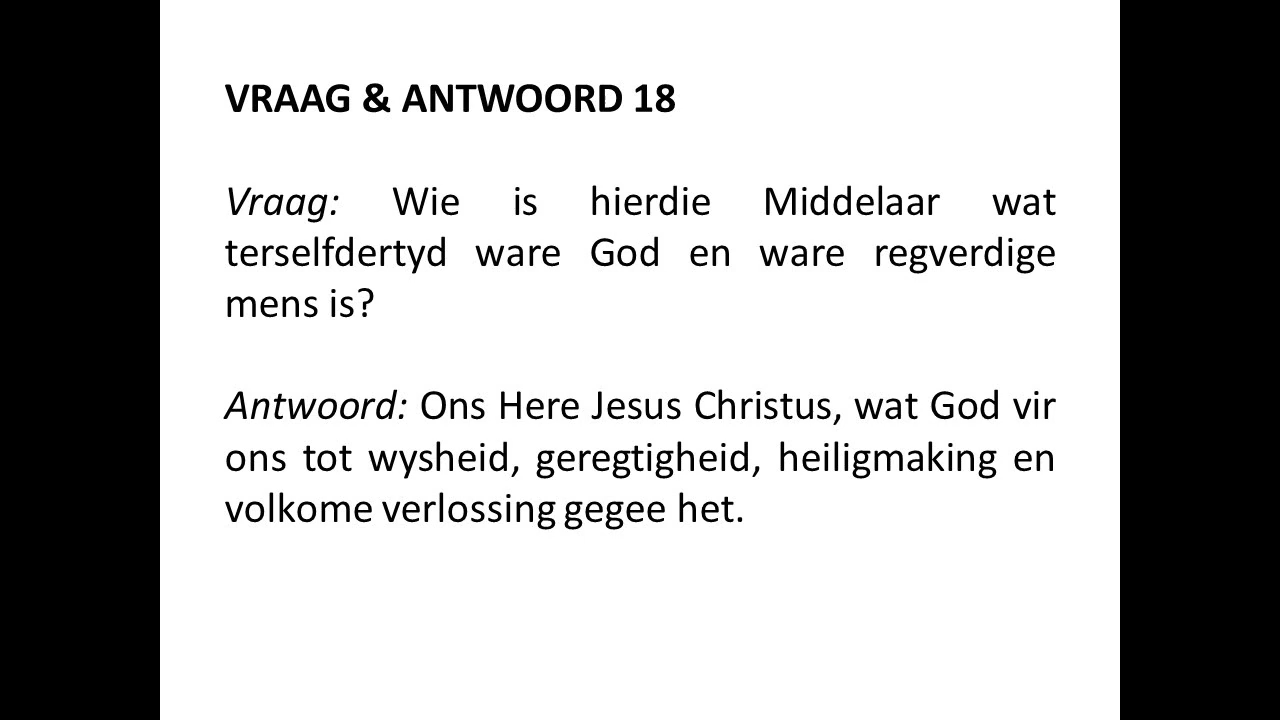 VRAAG & ANTWOORD 18
Vraag: Wie is hierdie Middelaar wat
terselfdertyd ware God en ware regverdige
mens is?
Antwoord: Ons Here Jesus Christus, wat God vir
ons tot wysheid, geregtigheid, heiligmaking en
volkome verlossing gegee het.